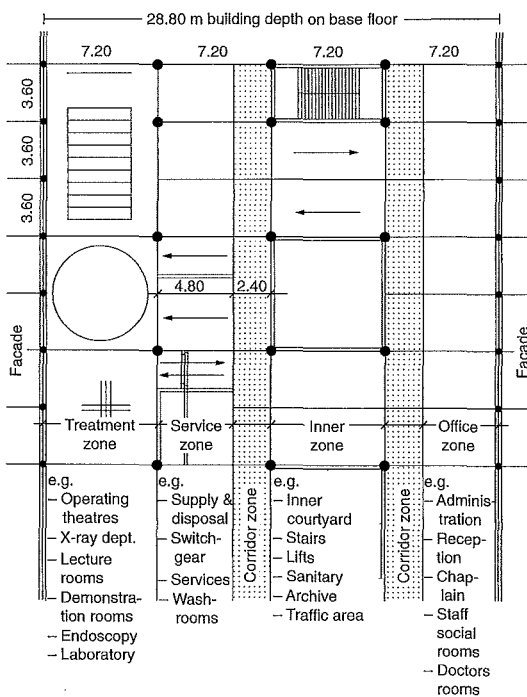 28.80 m building depth on base floor
7.20 7.20 7.20 7.20
3.60
3.60
3.60
4.80 2.40
Facade
Facade
Treatment zone
Service zone
Inner zone
Office zone
Corridor zone
Corridor zone
e.g.
– Operating
theatres
– X-ray dept.
– Lecture
rooms
– Demonstra-
tion rooms
– Endoscopy
– Laboratory
e.g.
– Supply &
disposal
– Switch-
gear
– Services
– Wash-
rooms
e.g.
– Inner
courtyard
– Stairs
– Lifts
– Sanitary
– Archive
– Traffic area
e.g.
– Adminis-
tration
– Recep-
tion
– Chap-
lain
– Staff
social
rooms
– Doctors
rooms